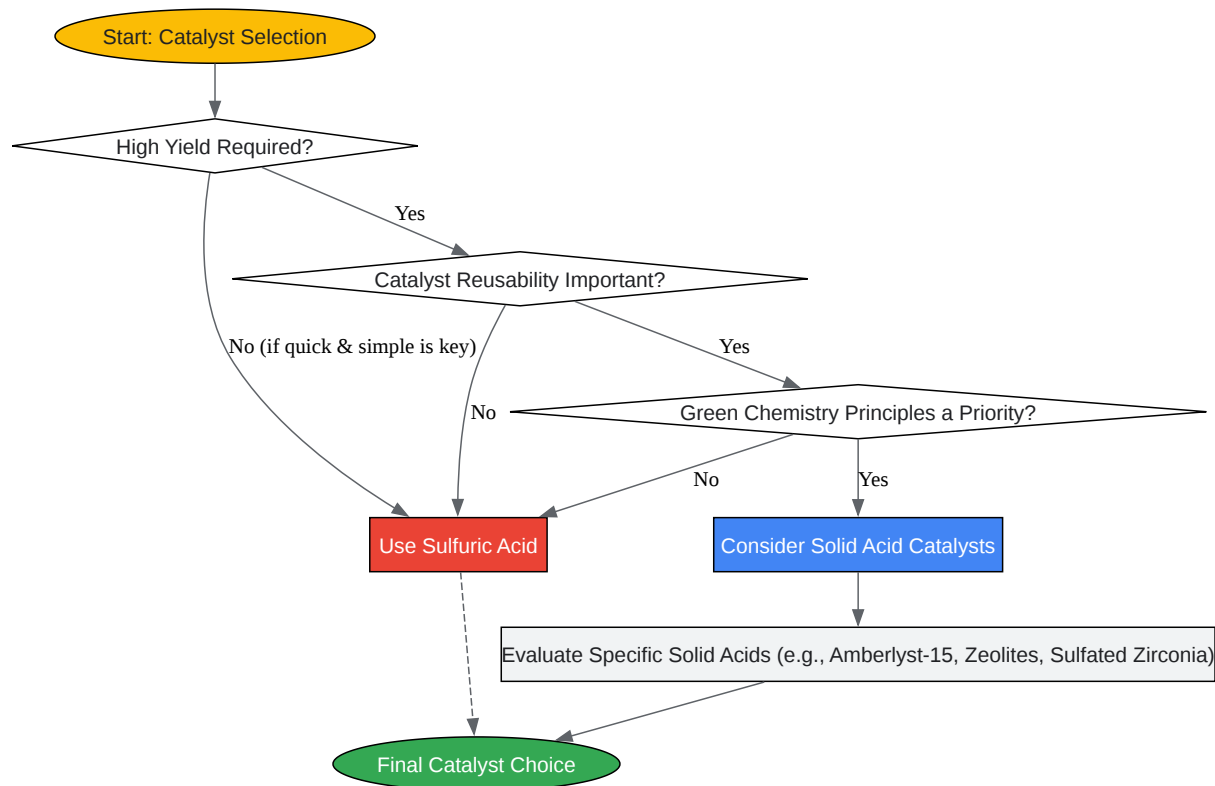 Start: Catalyst Selection
High Yield Required?
Yes
Catalyst Reusability Important?
No (if quick & simple is key)
Yes
No
Green Chemistry Principles a Priority?
No
Yes
Use Sulfuric Acid
Consider Solid Acid Catalysts
Evaluate Specific Solid Acids (e.g., Amberlyst-15, Zeolites, Sulfated Zirconia)
Final Catalyst Choice